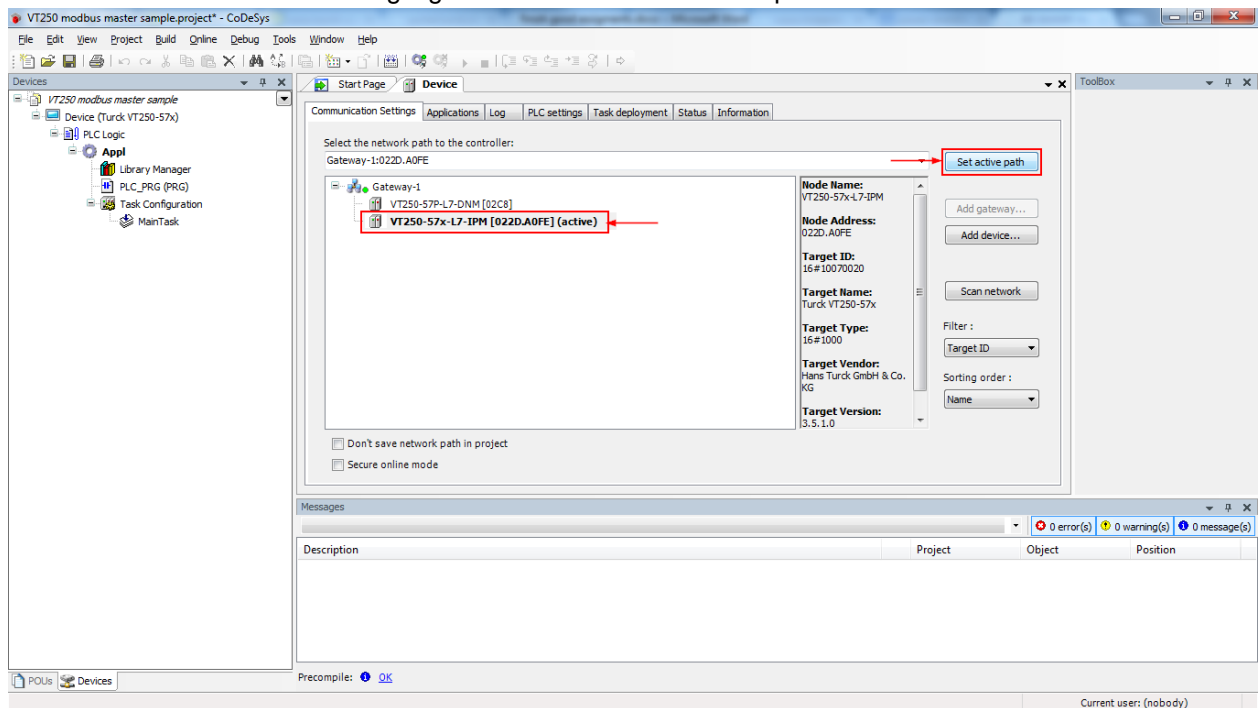 VT250 modbus master sample.project* - CoDeSys
File Edit View Project Build Online Debug Tools Window Help
Devices
VT250 modbus master sample
Device (Turck VT250-57x)
PLC Logic
Appl
Library Manager
PLC_PRG (PRG)
Task Configuration
MainTask
POUs Devices
Start Page Device
Communication Settings Applications Log PLC settings Task deployment Status Information
Select the network path to the controller:
Gateway-1:022D.A0FE
Set active path
Gateway-1
VT250-57P-L7-DNM [02C8]
VT250-57x-L7-IPM [022D.A0FE] (active)
Node Name:
VT250-57x-L7-IPM
Node Address:
022D.A0FE
Target ID:
16#10070020
Target Name:
Turck VT250-57x
Target Type:
16#1000
Target Vendor:
Hans Turck GmbH & Co.
KG
Target Version:
3.5.1.0
Add gateway...
Add device...
Scan network
Filter :
Target ID
Sorting order :
Name
Don't save network path in project
Secure online mode
ToolBox
Messages
0 error(s) 0 warning(s) 0 message(s)
Description Project Object Position
Precompile: OK
Current user: (nobody)